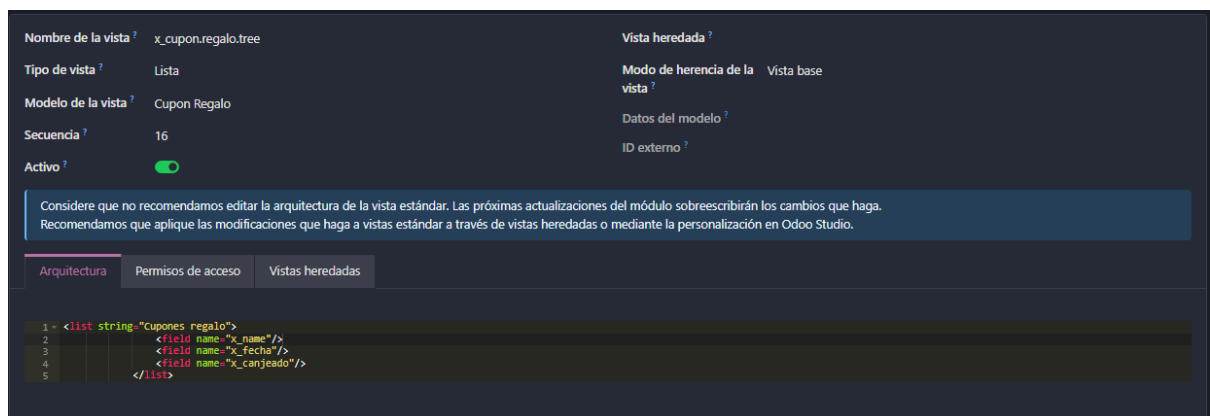 Nombre de la vista ? x_cupon.regalo.tree
Tipo de vista ? Lista
Modelo de la vista ? Cupon Regalo
Secuencia ? 16
Activo ?
Vista heredada ?
Modo de herencia de la vista ? Vista base
Datos del modelo ?
ID externo ?
Considere que no recomendamos editar la arquitectura de la vista estándar. Las próximas actualizaciones del módulo sobreescribirán los cambios que haga.
Recomendamos que aplique las modificaciones que haga a vistas estándar a través de vistas heredadas o mediante la personalización en Odoo Studio.
Arquitectura Permisos de acceso Vistas heredadas
1 <list string="Cupones regalo">
2 <field name="x_name"/>
3 <field name="x_fecha"/>
4 <field name="x_canjeado"/>
5 </list>